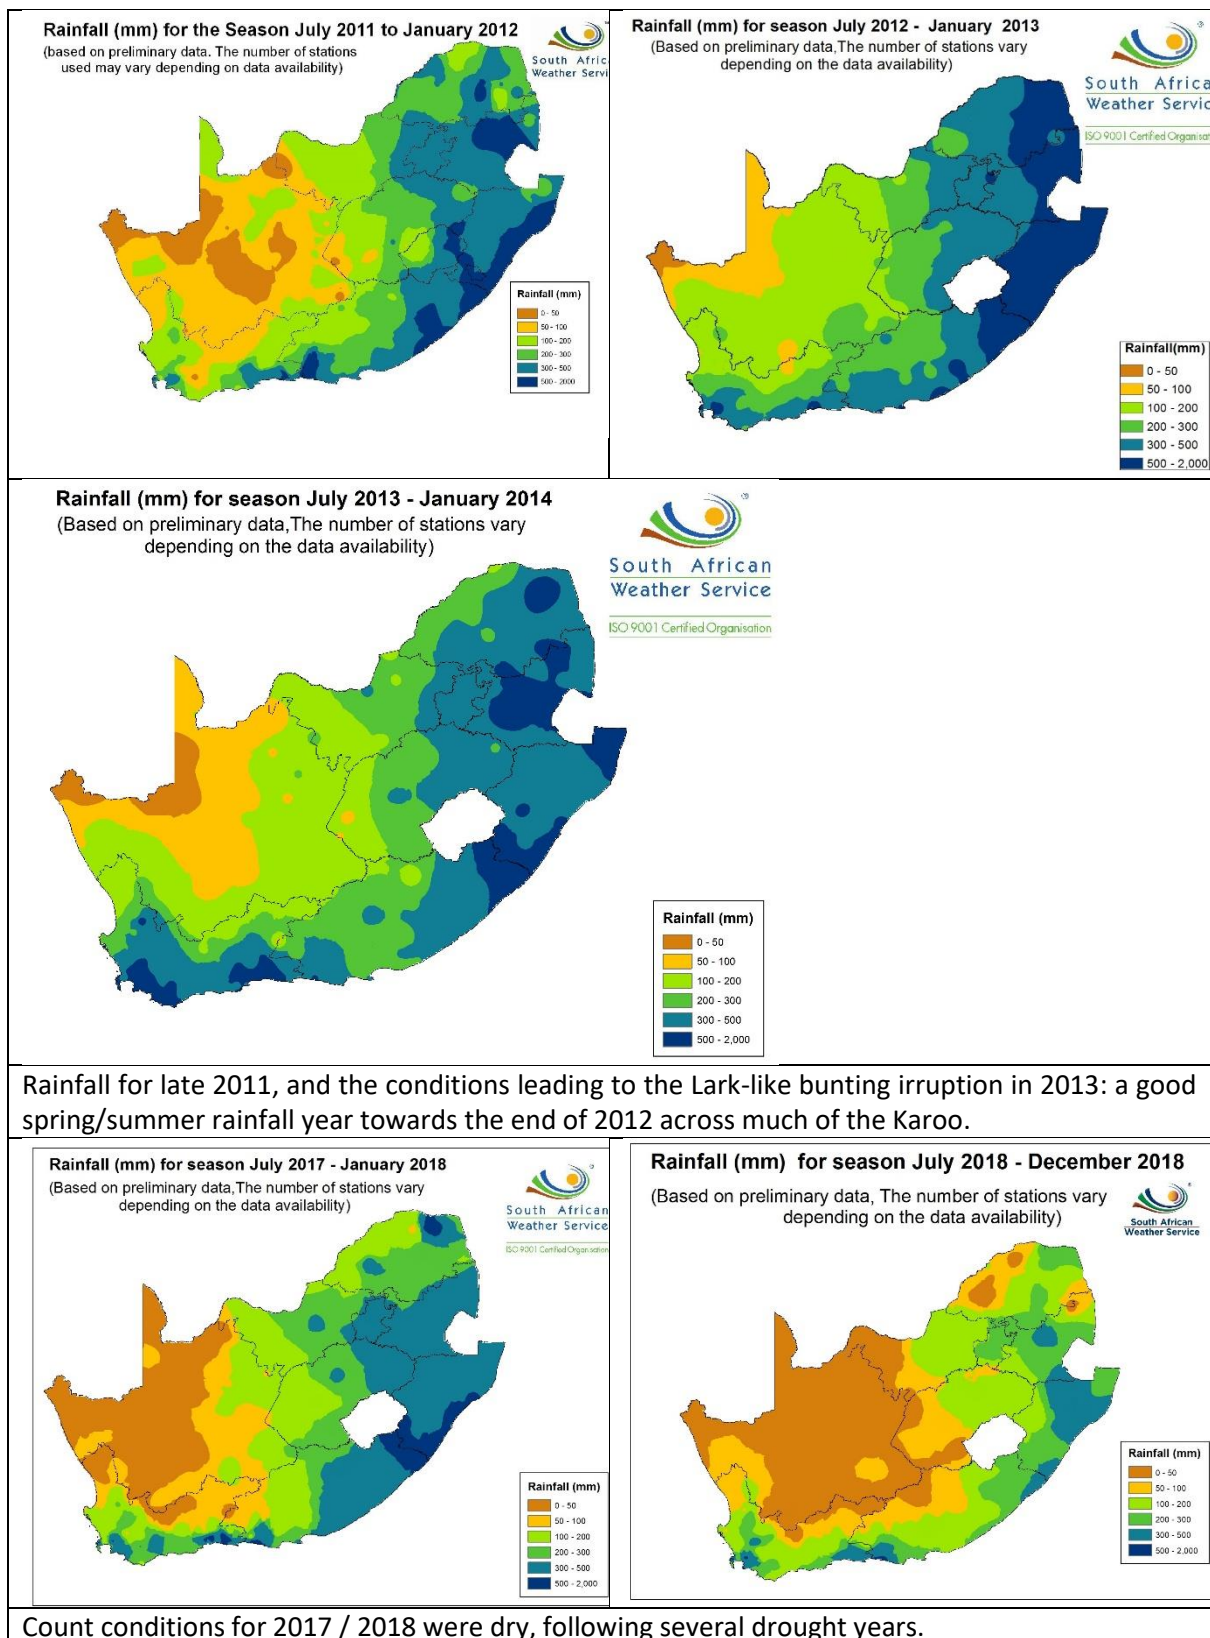 Rainfall (mm) for the Season July 2011 to January 2012
(based on preliminary data. The number of stations
used may vary depending on data availability)
South Afric
Weather Servi
Rainfall (mm)
0 - 50
50 - 100
100 - 200
200 - 300
300 - 500
500 - 2000
Rainfall (mm) for season July 2012 - January 2013
(Based on preliminary data,The number of stations vary
depending on the data availability)
®
South Africa
Weather Servic
ISO 9001 Certified Organisat
Rainfall(mm)
0 - 50
50 - 100
100 - 200
200 - 300
300 - 500
500 - 2,000
Rainfall (mm) for season July 2013 - January 2014
(Based on preliminary data,The number of stations vary
depending on the data availability)
®
South African
Weather Service
ISO 9001 Certified Organisation
Rainfall (mm)
0 - 50
50 - 100
100 - 200
200 - 300
300 - 500
500 - 2,000
Rainfall for late 2011, and the conditions leading to the Lark-like bunting irruption in 2013: a good
spring/summer rainfall year towards the end of 2012 across much of the Karoo.
Rainfall (mm) for season July 2017 - January 2018
(Based on preliminary data,The number of stations vary
depending on the data availability)
®
South African
Weather Service
ISO 9001 Certified Organisation
Rainfall (mm)
0 - 50
50 - 100
100 - 200
200 - 300
300 - 500
500 - 2,000
Rainfall (mm) for season July 2018 - December 2018
(Based on preliminary data, The number of stations vary
depending on the data availability)
®
South African
Weather Service
Rainfall (mm)
0 - 50
50 - 100
100 - 200
200 - 300
300 - 500
500 - 2,000
Count conditions for 2017 / 2018 were dry, following several drought years.